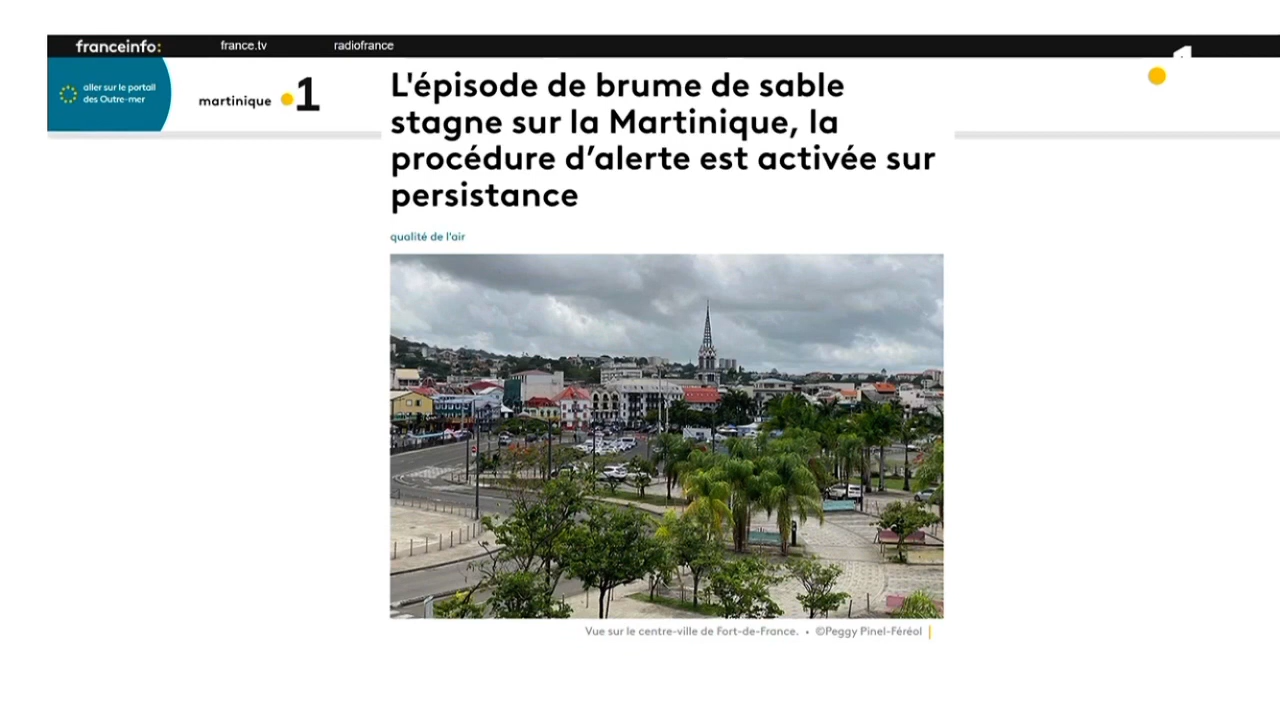 franceinfo: france.tv radiofrance
aller sur le portail
des Outre-mer
martinique 1
1
L'épisode de brume de sable
stagne sur la Martinique, la
procédure d’alerte est activée sur
persistance
qualité de l'air
Vue sur le centre-ville de Fort-de-France. • ©Peggy Pinel-Féréol